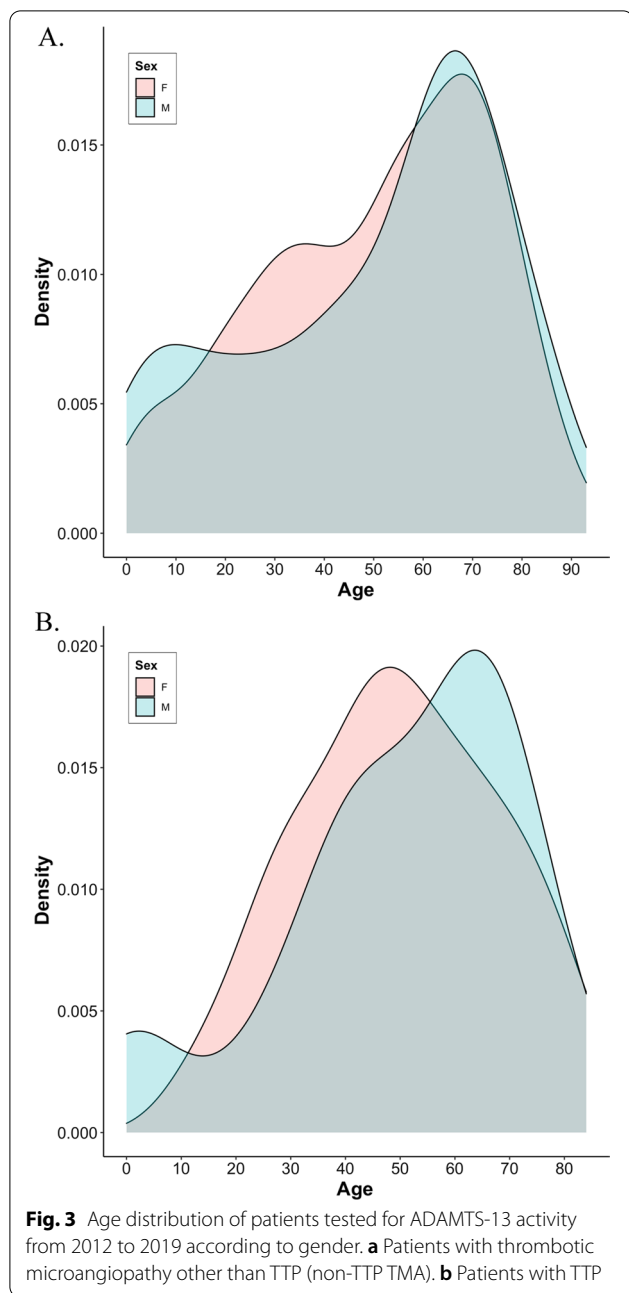 A.
Sex
F
M
0.015
0.010
0.005
0.000
Density
0 10 20 30 40 50 60 70 80 90
Age
B.
Sex
F
M
0.020
0.015
0.010
0.005
0.000
Density
0 10 20 30 40 50 60 70 80
Age
Fig. 3 Age distribution of patients tested for ADAMTS-13 activity
from 2012 to 2019 according to gender. a Patients with thrombotic
microangiopathy other than TTP (non-TTP TMA). b Patients with TTP